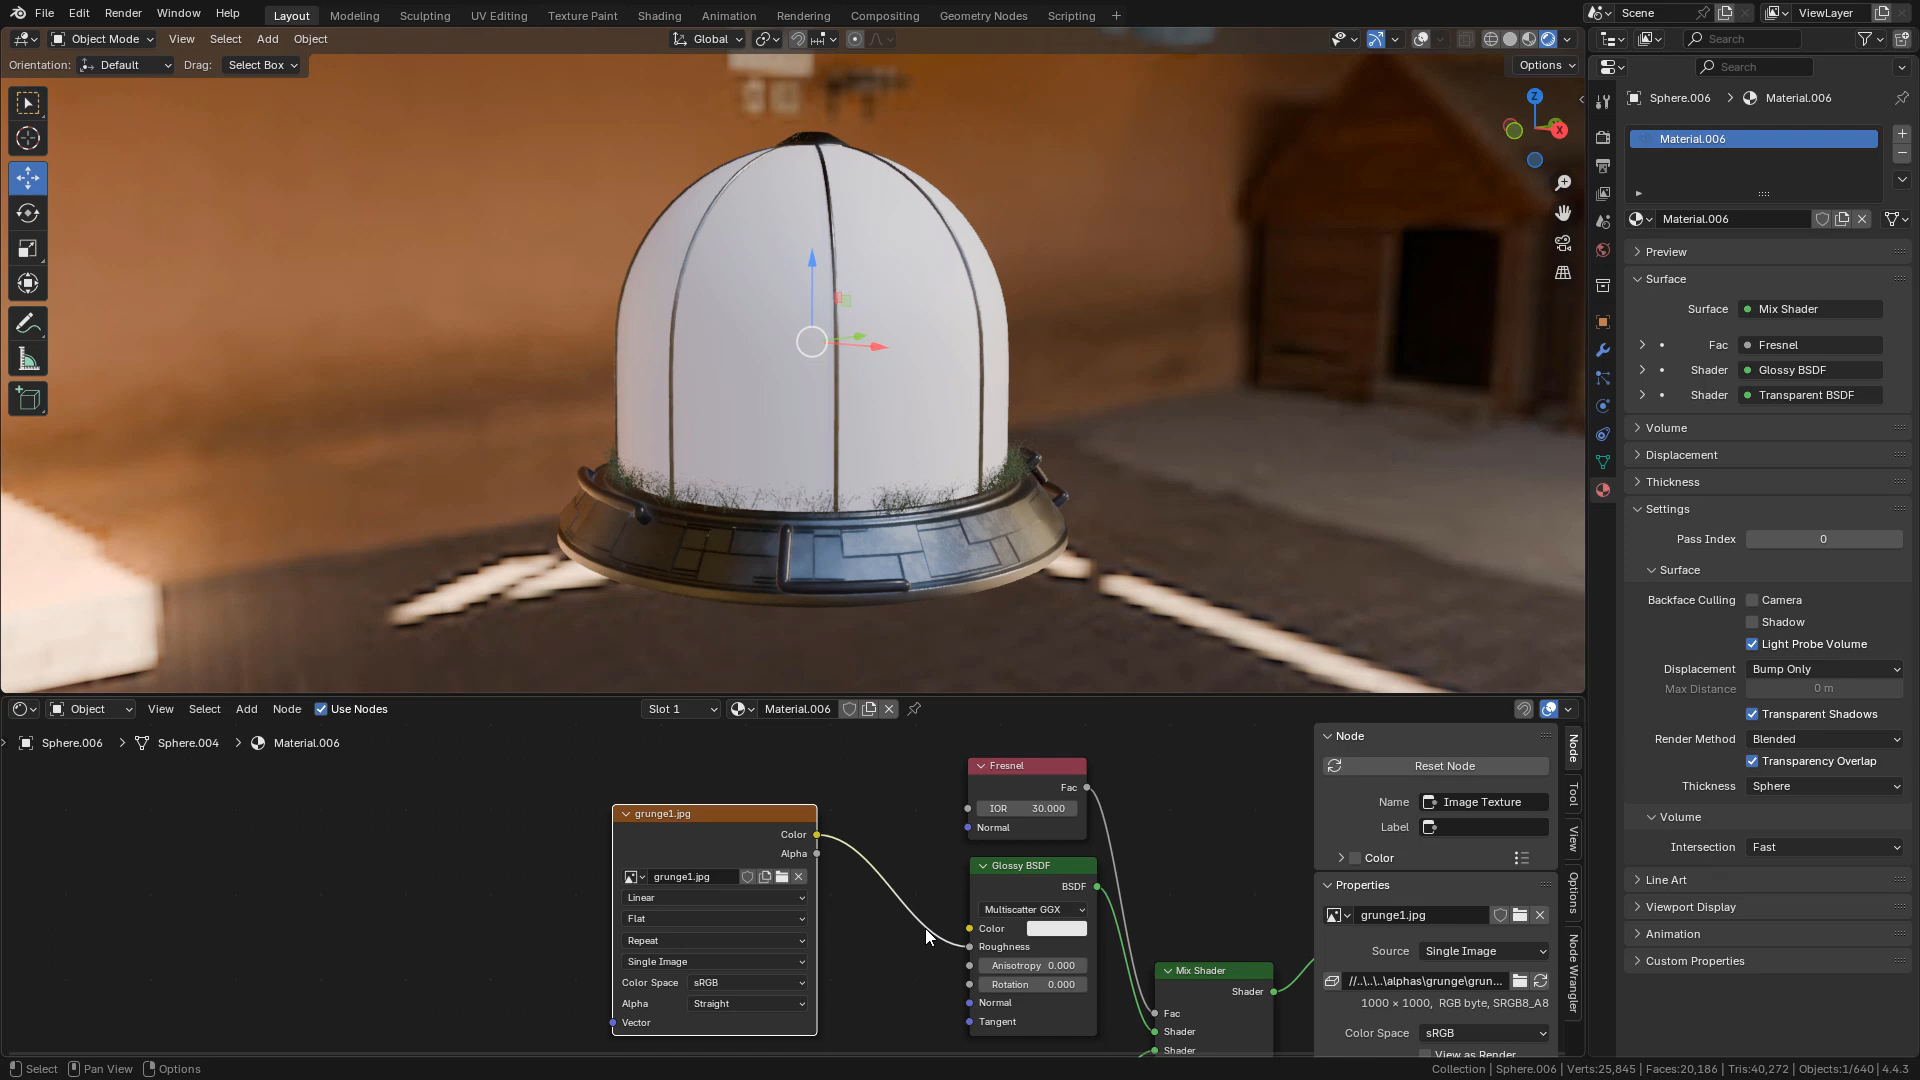 File Edit Render Window Help Layout Modeling Sculpting UV Editing Texture Paint Shading Animation Rendering Compositing Geometry Nodes Scripting + Scene ViewLayer
Object Mode View Select Add Object Global Search
Orientation: Default Drag: Select Box Options Search
Z
X
Sphere.006 > Material.006
Material.006
Material.006
Preview
Surface
Surface Mix Shader
Fac Fresnel
Shader Glossy BSDF
Shader Transparent BSDF
Volume
Displacement
Thickness
Settings
Pass Index 0
Surface
Backface Culling Camera
Shadow
Light Probe Volume
Displacement Bump Only
Max Distance 0 m
Transparent Shadows
Render Method Blended
Transparency Overlap
Thickness Sphere
Volume
Intersection Fast
Line Art
Viewport Display
Animation
Custom Properties
Object View Select Add Node Use Nodes Slot 1 Material.006
Sphere.006 > Sphere.004 > Material.006
grunge1.jpg
Color
Alpha
grunge1.jpg
Linear
Flat
Repeat
Single Image
Color Space sRGB
Alpha Straight
Vector
Fresnel
Fac
IOR 30.000
Normal
Glossy BSDF
BSDF
Multiscatter GGX
Color
Roughness
Anisotropy 0.000
Rotation 0.000
Normal
Tangent
Mix Shader
Shader
Fac
Shader
Shader
Node
Reset Node
Name Image Texture
Label
Color
Properties
grunge1.jpg
Source Single Image
//..\..\..\alphas\grunge\grun...
1000 × 1000, RGB byte, SRGB8_A8
Color Space sRGB
View as Render
Node
Tool
View
Options
Node Wrangler
Select Pan View Options Collection | Sphere.006 | Verts:25,845 | Faces:20,186 | Tris:40,272 | Objects:1/640 | 4.4.3